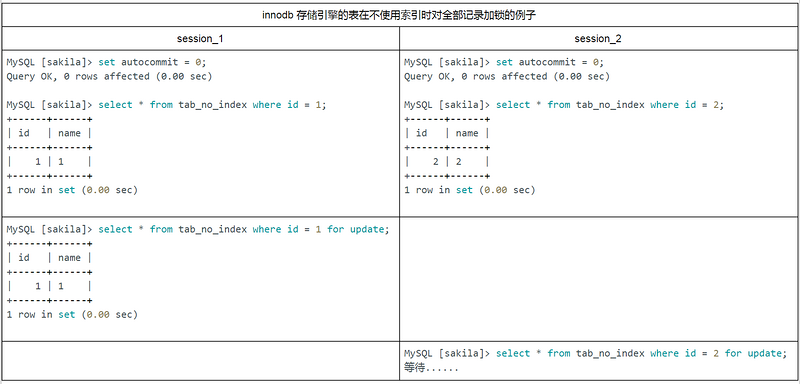 innodb 存储引擎的表在不使用索引时对全部记录加锁的例子
session_1
session_2
MySQL [sakila]> set autocommit = 0;
Query OK, 0 rows affected (0.00 sec)
MySQL [sakila]> select * from tab_no_index where id = 1;
+------+------+
| id   | name |
+------+------+
|    1 | 1    |
+------+------+
1 row in set (0.00 sec)
MySQL [sakila]> set autocommit = 0;
Query OK, 0 rows affected (0.00 sec)
MySQL [sakila]> select * from tab_no_index where id = 2;
+------+------+
| id   | name |
+------+------+
|    2 | 2    |
+------+------+
1 row in set (0.00 sec)
MySQL [sakila]> select * from tab_no_index where id = 1 for update;
+------+------+
| id   | name |
+------+------+
|    1 | 1    |
+------+------+
1 row in set (0.00 sec)
MySQL [sakila]> select * from tab_no_index where id = 2 for update;
等待......